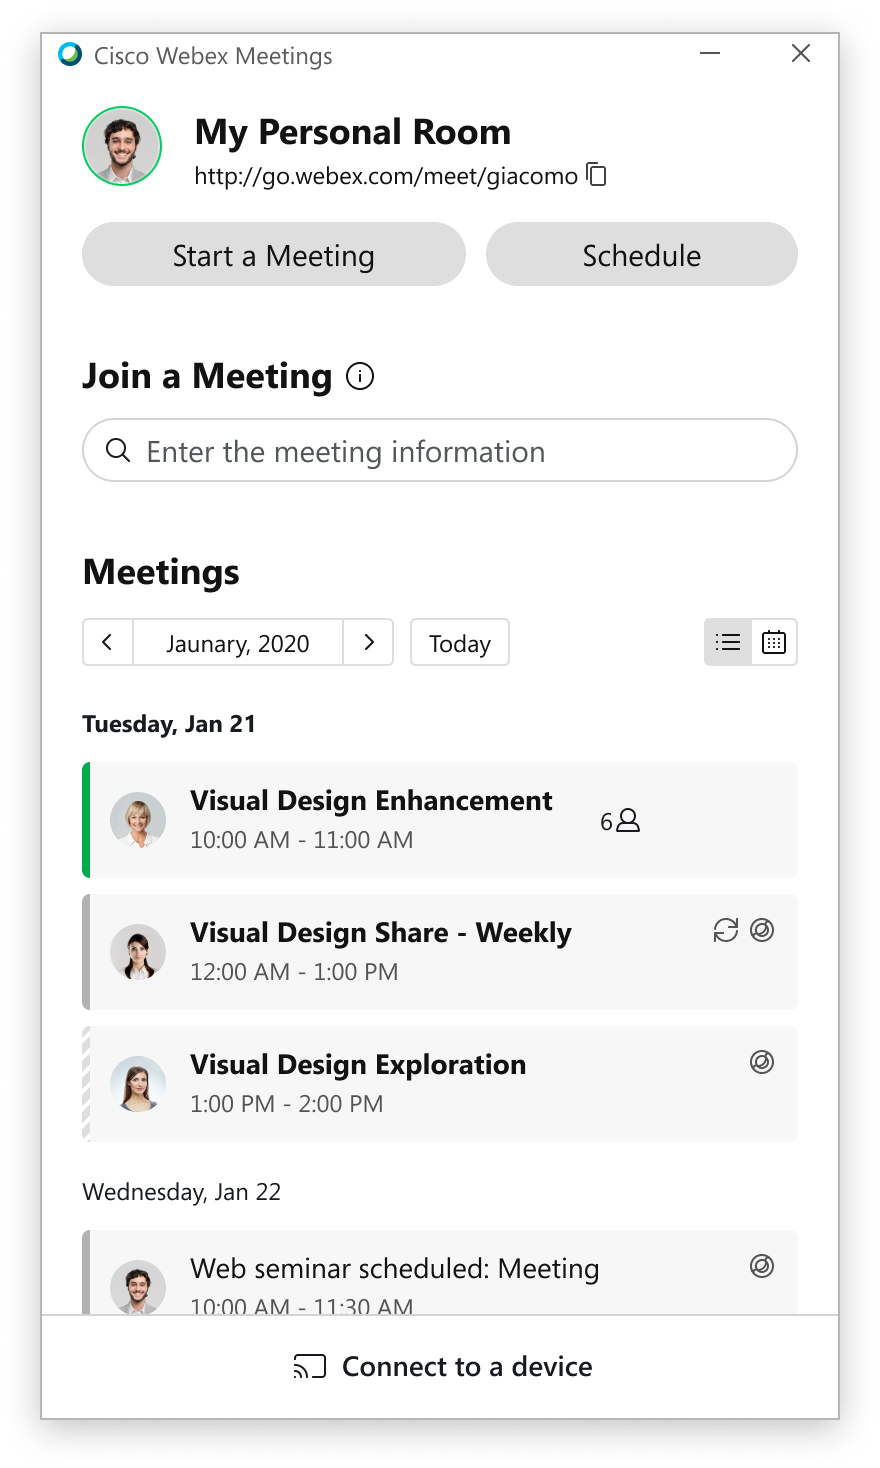 Cisco Webex Meetings
My Personal Room
http://go.webex.com/meet/giacomo
Start a Meeting
Schedule
Join a Meeting
Enter the meeting information
Meetings
Jaunary, 2020
Today
Tuesday, Jan 21
Visual Design Enhancement
10:00 AM - 11:00 AM
6
Visual Design Share - Weekly
12:00 AM - 1:00 PM
Visual Design Exploration
1:00 PM - 2:00 PM
Wednesday, Jan 22
Web seminar scheduled: Meeting
10:00 AM - 11:30 AM
Connect to a device